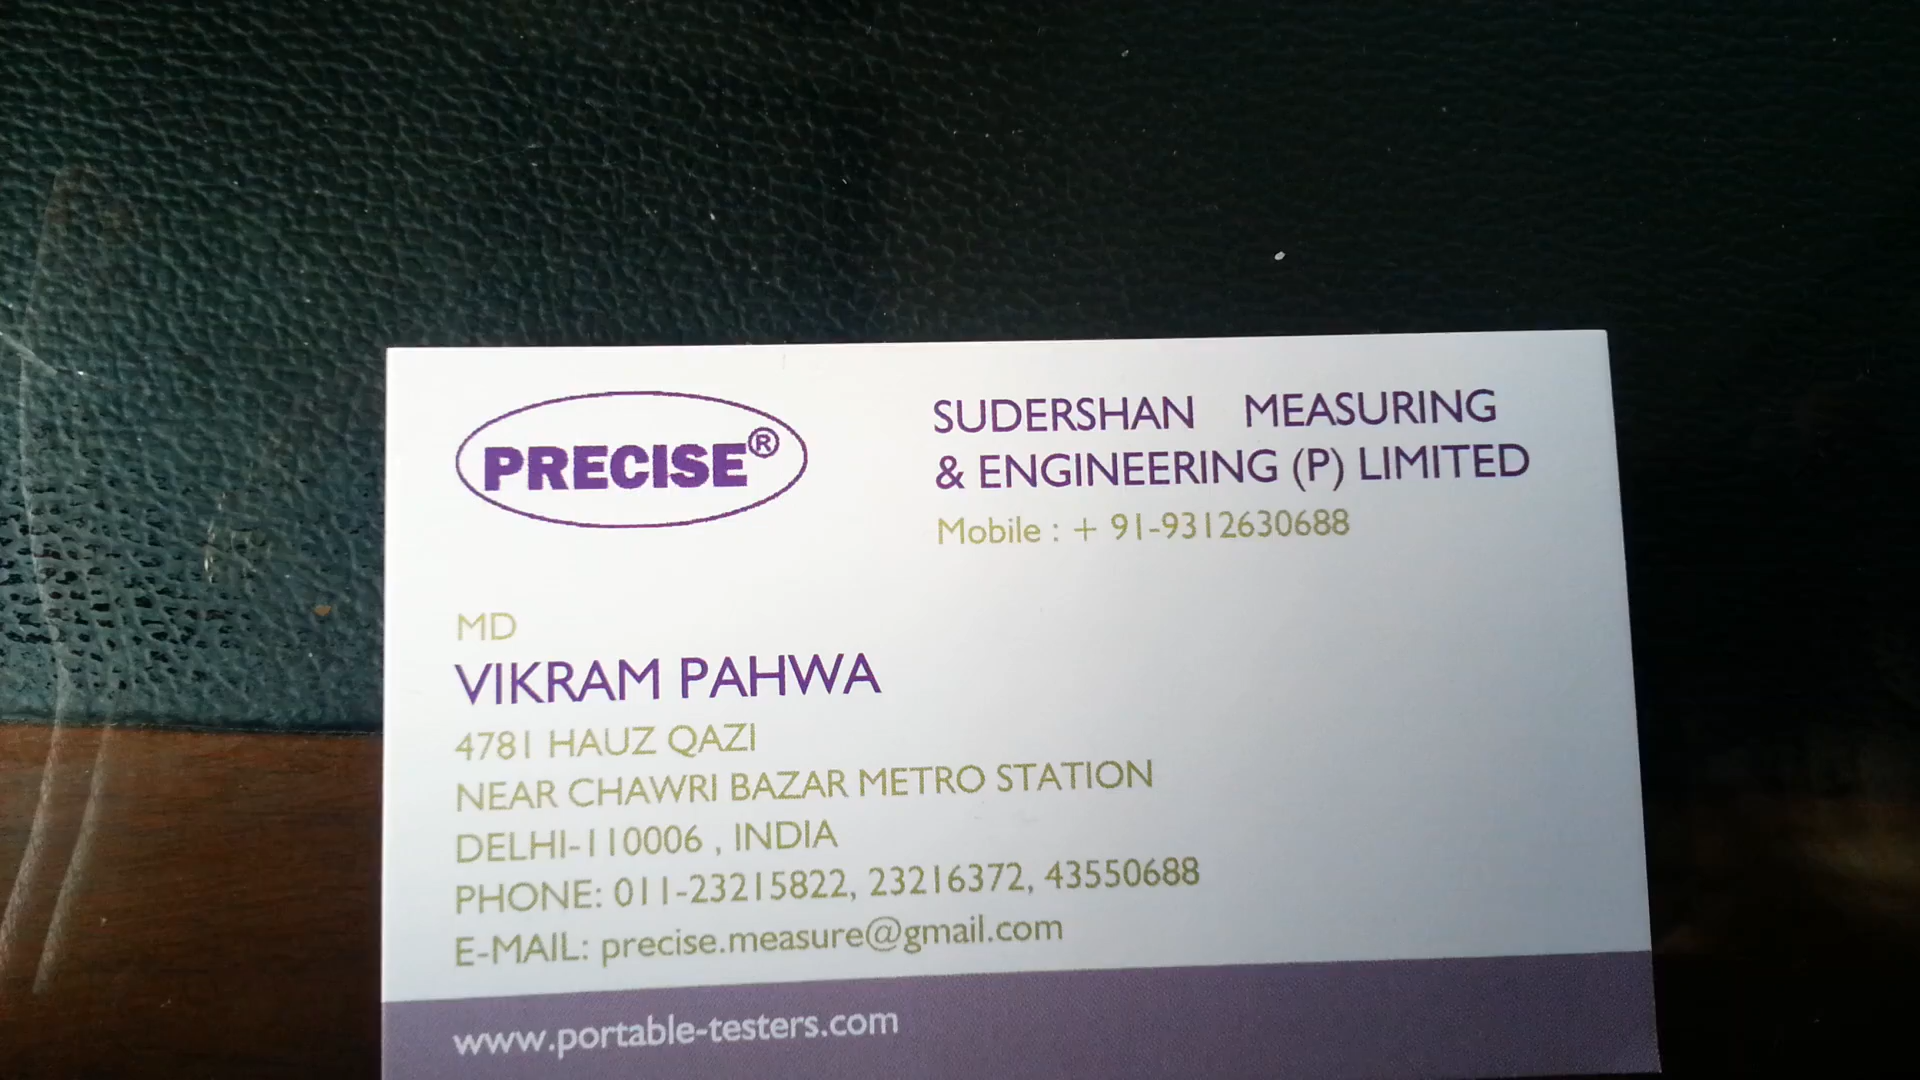 PRECISE®
SUDERSHAN MEASURING
& ENGINEERING (P) LIMITED
Mobile : + 91-9312630688
MD
VIKRAM PAHWA
4781 HAUZ QAZI
NEAR CHAWRI BAZAR METRO STATION
DELHI-110006 , INDIA
PHONE: 011-23215822, 23216372, 43550688
E-MAIL: precise.measure@gmail.com
www.portable-testers.com